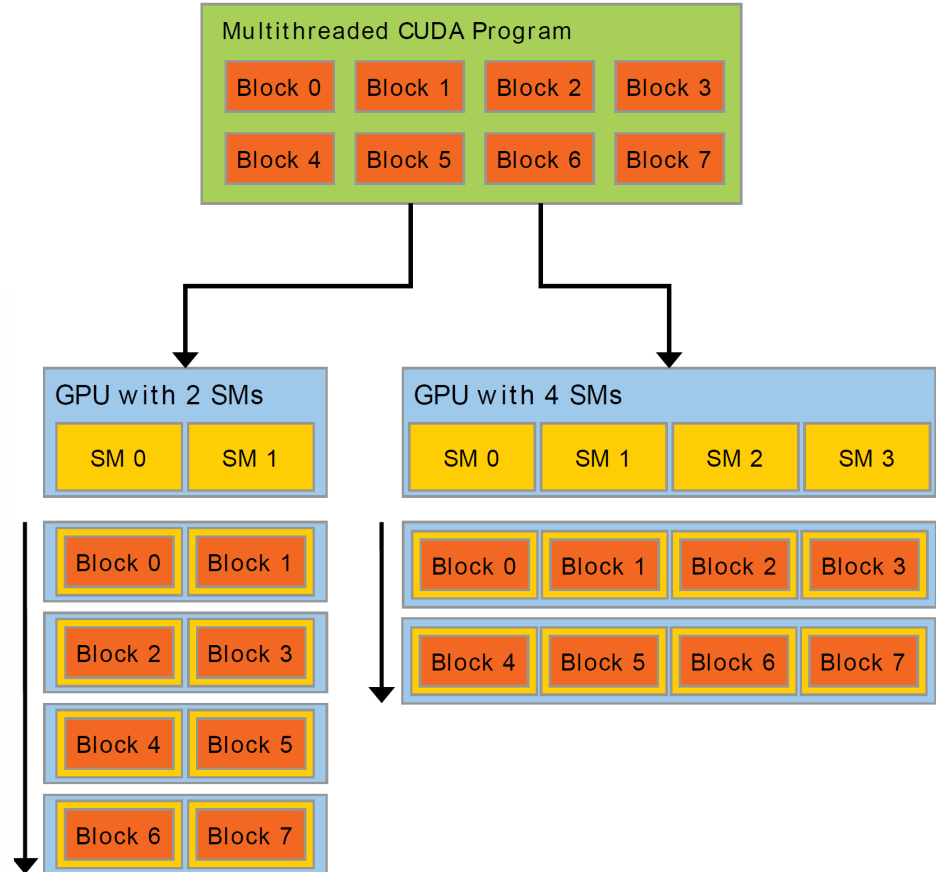 Multithreaded CUDA Program
Block 0 Block 1 Block 2 Block 3
Block 4 Block 5 Block 6 Block 7
GPU with 2 SMs
SM 0 SM 1
Block 0 Block 1
Block 2 Block 3
Block 4 Block 5
Block 6 Block 7
GPU with 4 SMs
SM 0 SM 1 SM 2 SM 3
Block 0 Block 1 Block 2 Block 3
Block 4 Block 5 Block 6 Block 7